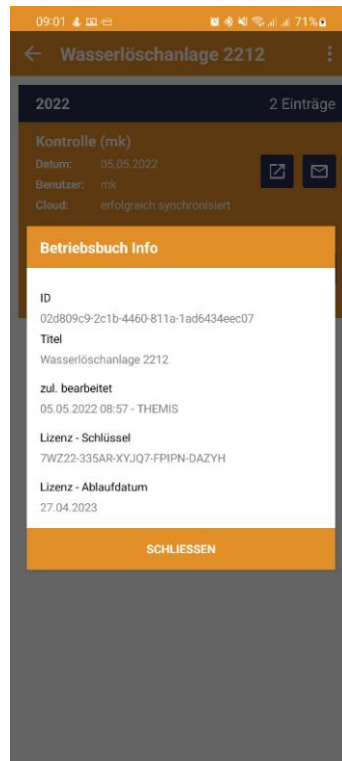 09:01 71%
Wasserlöschanlage 2212
2022 2 Einträge
Kontrolle (mk)
Datum: 05.05.2022
Benutzer: mk
Cloud: erfolgreich synchronisiert
Betriebsbuch Info
ID
02d809c9-2c1b-4460-811a-1ad6434eec07
Titel
Wasserlöschanlage 2212
zul. bearbeitet
05.05.2022 08:57 - THEMIS
Lizenz - Schlüssel
7WZ22-335AR-XYJQ7-FPIPN-DAZYH
Lizenz - Ablaufdatum
27.04.2023
SCHLIESSEN